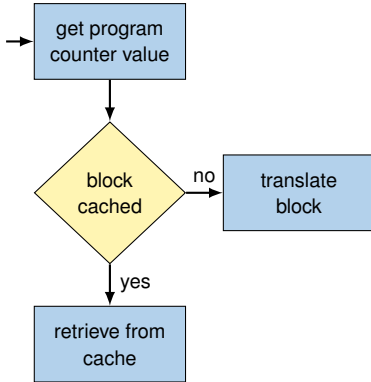 get program
counter value
block
cached
no
translate
block
yes
retrieve from
cache